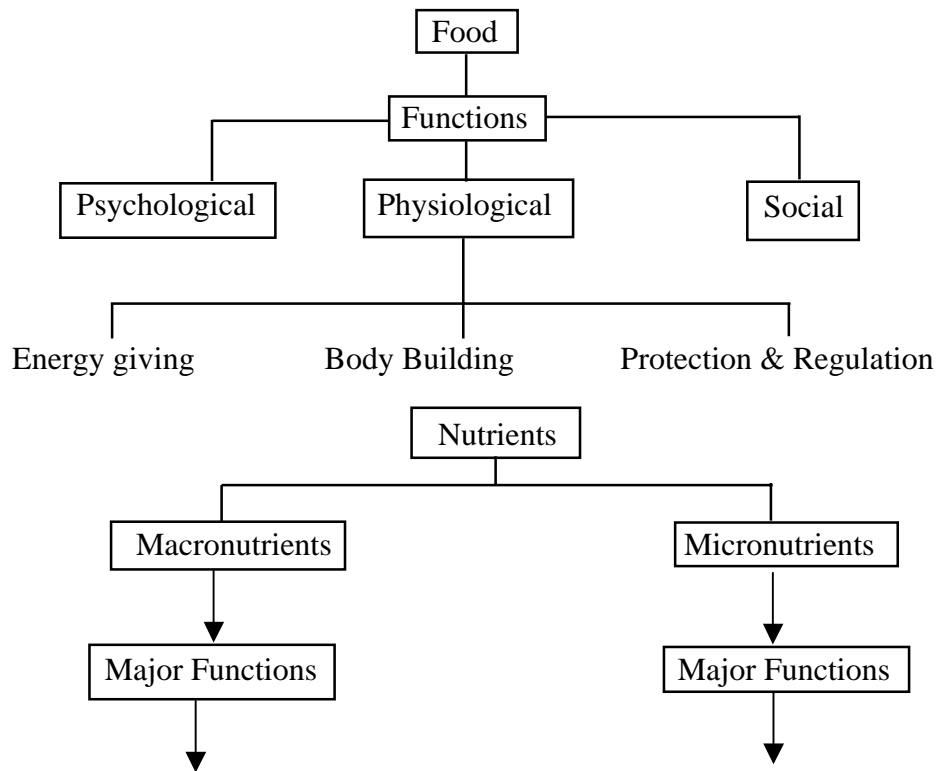 Food
Functions
Psychological Physiological Social
Energy giving Body Building Protection & Regulation
Nutrients
Macronutrients Micronutrients
Major Functions Major Functions